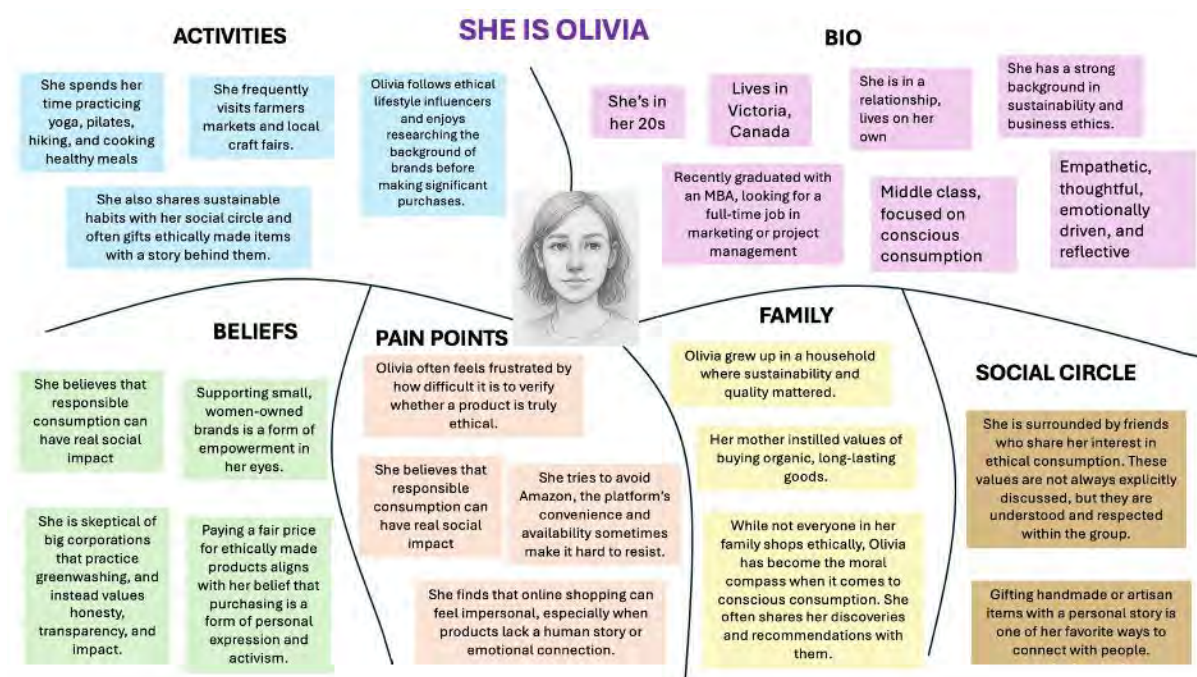 SHE IS OLIVIA
ACTIVITIES
She spends her
time practicing
yoga, pilates,
hiking, and cooking
healthy meals
She frequently
visits farmers
markets and local
craft fairs.
Olivia follows ethical
lifestyle influencers
and enjoys
researching the
background of
brands before
making significant
purchases.
She also shares sustainable
habits with her social circle and
often gifts ethically made items
with a story behind them.
BIO
She's in
her 20s
Lives in
Victoria,
Canada
She is in a
relationship,
lives on her
own
She has a strong
background in
sustainability and
business ethics.
Recently graduated with
an MBA, looking for a
full-time job in
marketing or project
management
Middle class,
focused on
conscious
consumption
Empathetic,
thoughtful,
emotionally
driven, and
reflective
BELIEFS
She believes that
responsible
consumption can
have real social
impact
Supporting small,
women-owned
brands is a form of
empowerment in
her eyes.
She is skeptical of
big corporations
that practice
greenwashing, and
instead values
honesty,
transparency, and
impact.
Paying a fair price
for ethically made
products aligns
with her belief that
purchasing is a
form of personal
expression and
activism.
PAIN POINTS
Olivia often feels frustrated by
how difficult it is to verify
whether a product is truly
ethical.
She believes that
responsible
consumption can
have real social
impact
She tries to avoid
Amazon, the platform's
convenience and
availability sometimes
make it hard to resist.
She finds that online shopping can
feel impersonal, especially when
products lack a human story or
emotional connection.
FAMILY
Olivia grew up in a household
where sustainability and
quality mattered.
Her mother instilled values of
buying organic, long-lasting
goods.
While not everyone in her
family shops ethically, Olivia
has become the moral
compass when it comes to
conscious consumption. She
often shares her discoveries
and recommendations with
them.
SOCIAL CIRCLE
She is surrounded by friends
who share her interest in
ethical consumption. These
values are not always explicitly
discussed, but they are
understood and respected
within the group.
Gifting handmade or artisan
items with a personal story is
one of her favorite ways to
connect with people.